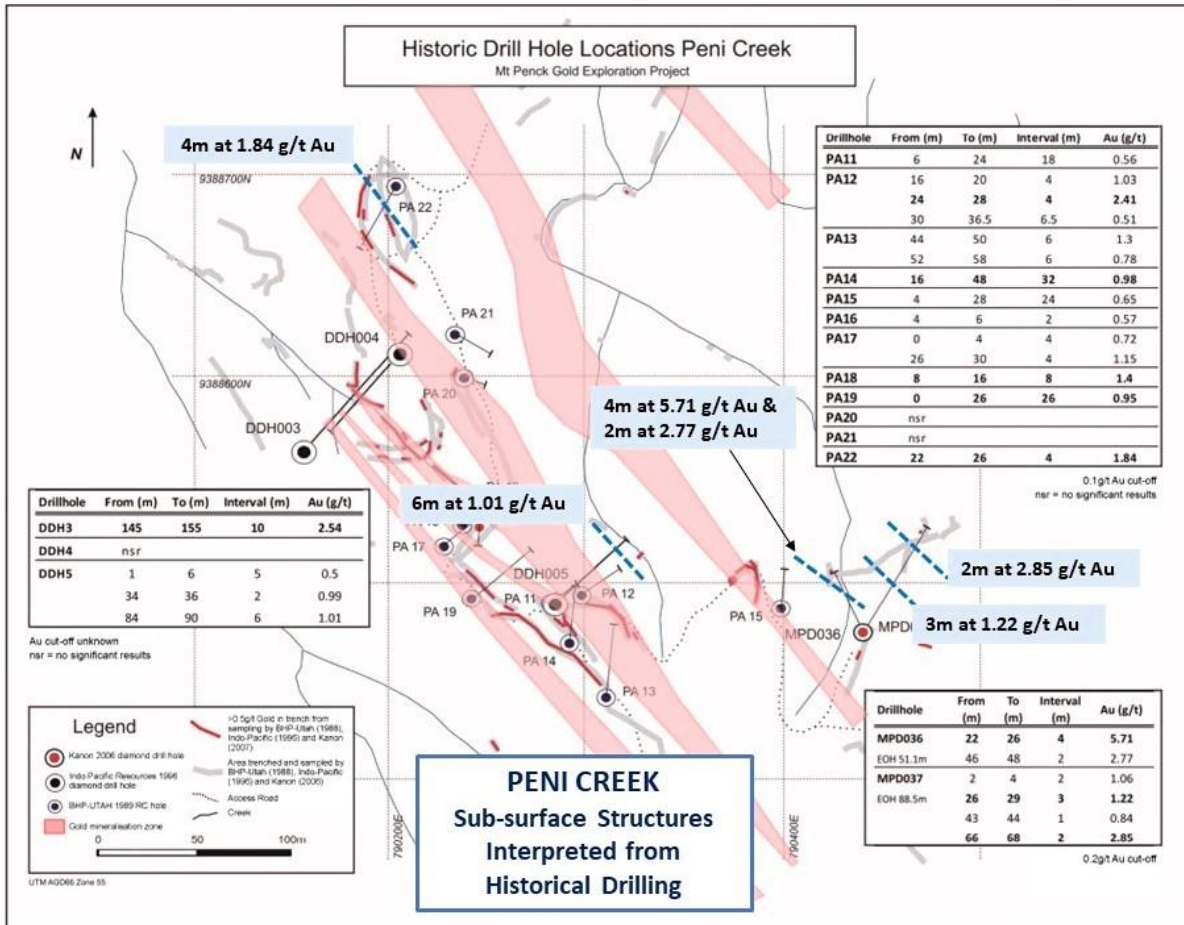 Historic Drill Hole Locations Peni Creek
Mt Penck Gold Exploration Project
N
4m at 1.84 g/t Au
9388700N
PA 22
PA 21
DDH004
9388600N
PA 20
DDH003
4m at 5.71 g/t Au &
2m at 2.77 g/t Au
6m at 1.01 g/t Au
PA 17
DDH005
PA 19
PA 11
PA 12
PA 14
PA 13
PA 15
MPD036
2m at 2.85 g/t Au
3m at 1.22 g/t Au
790200E
790400E
Drillhole From (m) To (m) Interval (m) Au (g/t)
PA11 6 24 18 0.56
PA12 16 20 4 1.03
24 28 4 2.41
30 36.5 6.5 0.51
PA13 44 50 6 1.3
52 58 6 0.78
PA14 16 48 32 0.98
PA15 4 28 24 0.65
PA16 4 6 2 0.57
PA17 0 4 4 0.72
26 30 4 1.15
PA18 8 16 8 1.4
PA19 0 26 26 0.95
PA20 nsr
PA21 nsr
PA22 22 26 4 1.84
0.1g/t Au cut-off
nsr = no significant results
Drillhole From (m) To (m) Interval (m) Au (g/t)
DDH3 145 155 10 2.54
DDH4 nsr
DDH5 1 6 5 0.5
34 36 2 0.99
84 90 6 1.01
Au cut-off unknown
nsr = no significant results
Legend
Kanon 2006 diamond drill hole
Indo Pacific Resources 1996
diamond drill hole
BHP-UTAH 1989 RC hole
Gold mineralisation zone
>0.5g/t Gold in trench from
sampling by BHP-Utah (1988),
Indo-Pacific (1995) and Kanon
(2007)
Area trenched and sampled by
BHP-Utah (1988), Indo-Pacific
(1996) and Kanon (2006)
Access Road
Creek
0 50 100m
UTM AGD66 Zone 55
PENI CREEK
Sub-surface Structures
Interpreted from
Historical Drilling
Drillhole From (m) To (m) Interval (m) Au (g/t)
MPD036 22 26 4 5.71
EOH 51.1m 46 48 2 2.77
MPD037 2 4 2 1.06
EOH 88.5m 26 29 3 1.22
43 44 1 0.84
66 68 2 2.85
0.2g/t Au cut-off